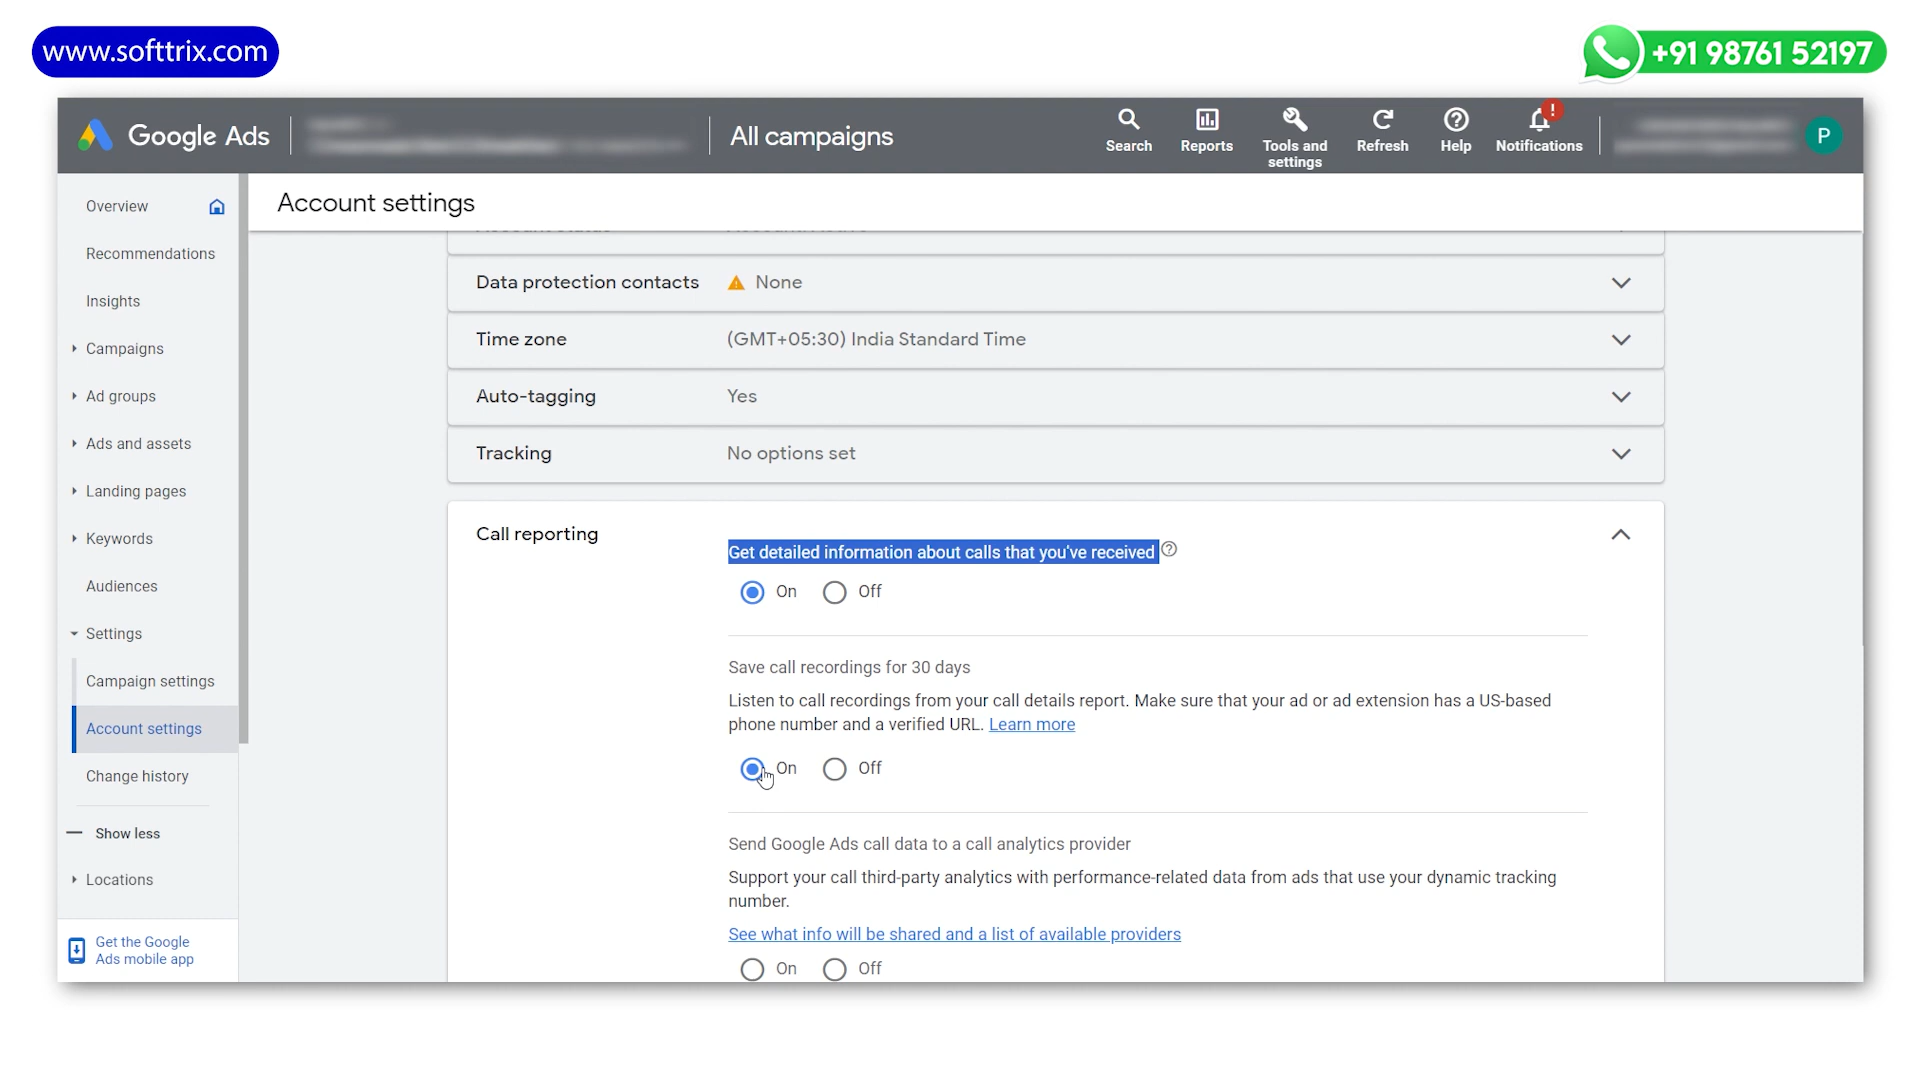 www.softtrix.com
+91 98761 52197
Google Ads
All campaigns
Search
Reports
Tools and
settings
Refresh
Help
Notifications
!
P
Overview
Recommendations
Insights
Campaigns
Ad groups
Ads and assets
Landing pages
Keywords
Audiences
Settings
Campaign settings
Account settings
Change history
Show less
Locations
Get the Google
Ads mobile app
Account settings
Data protection contacts None
Time zone (GMT+05:30) India Standard Time
Auto-tagging Yes
Tracking No options set
Call reporting
Get detailed information about calls that you've received
On Off
Save call recordings for 30 days
Listen to call recordings from your call details report. Make sure that your ad or ad extension has a US-based
phone number and a verified URL. Learn more
On Off
Send Google Ads call data to a call analytics provider
Support your call third-party analytics with performance-related data from ads that use your dynamic tracking
number.
See what info will be shared and a list of available providers
On Off